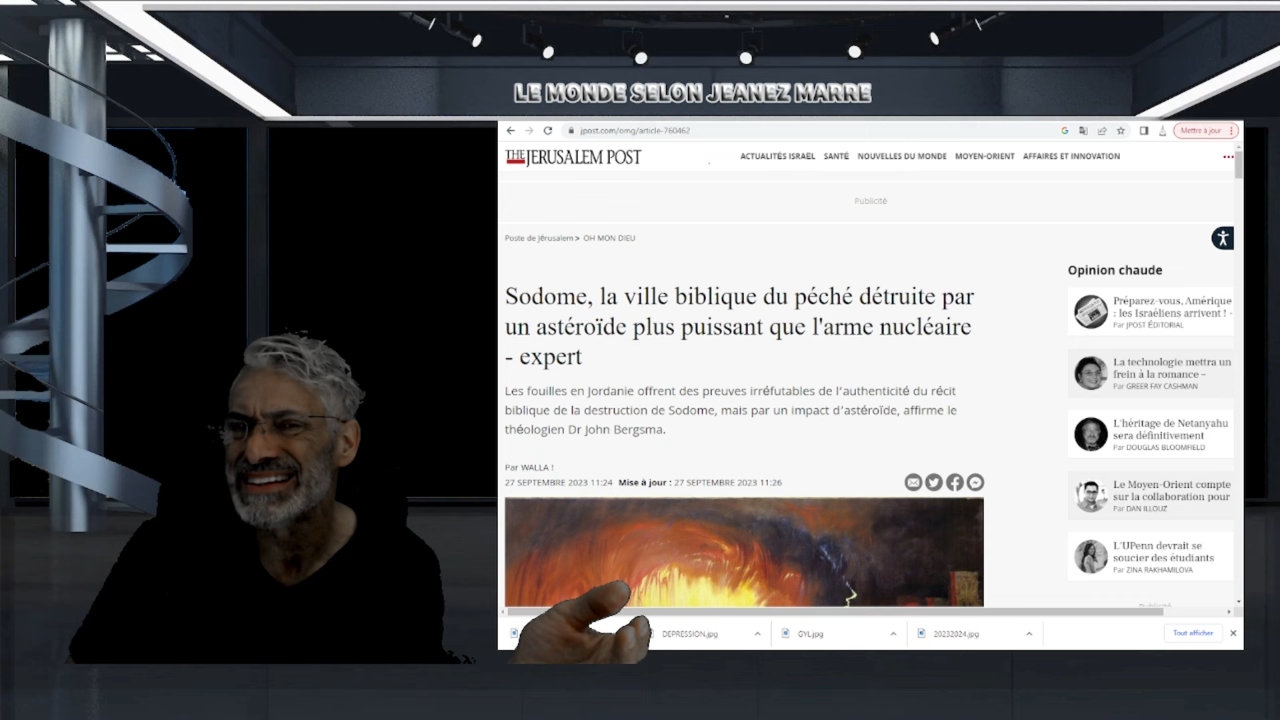 LE MONDE SELON JEANEZ MARRE
jpost.com/omg/article-760462
Mettre à jour
THE JERUSALEM POST
ACTUALITÉS ISRAËL SANTÉ NOUVELLES DU MONDE MOYEN-ORIENT AFFAIRES ET INNOVATION
Publicité
Poste de Jérusalem > OH MON DIEU
Sodome, la ville biblique du péché détruite par
un astéroïde plus puissant que l'arme nucléaire
- expert
Les fouilles en Jordanie offrent des preuves irréfutables de l'authenticité du récit
biblique de la destruction de Sodome, mais par un impact d'astéroïde, affirme le
théologien Dr John Bergsma.
Par WALLA !
27 SEPTEMBRE 2023 11:24 Mise à jour : 27 SEPTEMBRE 2023 11:26
Opinion chaude
Préparez-vous, Amérique
: les Israéliens arrivent ! -
Par JPOST ÉDITORIAL
La technologie mettra un
frein à la romance –
Par GREER FAY CASHMAN
L'héritage de Netanyahu
sera définitivement
Par DOUGLAS BLOOMFIELD
Le Moyen-Orient compte
sur la collaboration pour
Par DAN ILLOUZ
L'UPenn devrait se
soucier des étudiants
Par ZINA RAKHAMILOVA
Publicité
DEPRESSION.jpg
GYL.jpg
20232024.jpg
Tout afficher